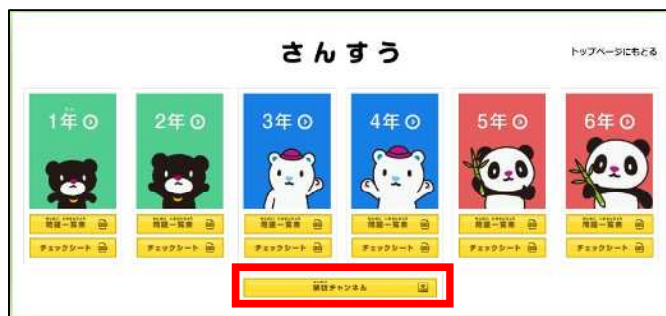 さんすう
トップページにもどる
1年
2年
3年
4年
5年
6年
問題一覧表
問題一覧表
問題一覧表
問題一覧表
問題一覧表
問題一覧表
チェックシート
チェックシート
チェックシート
チェックシート
チェックシート
チェックシート
チャンネル